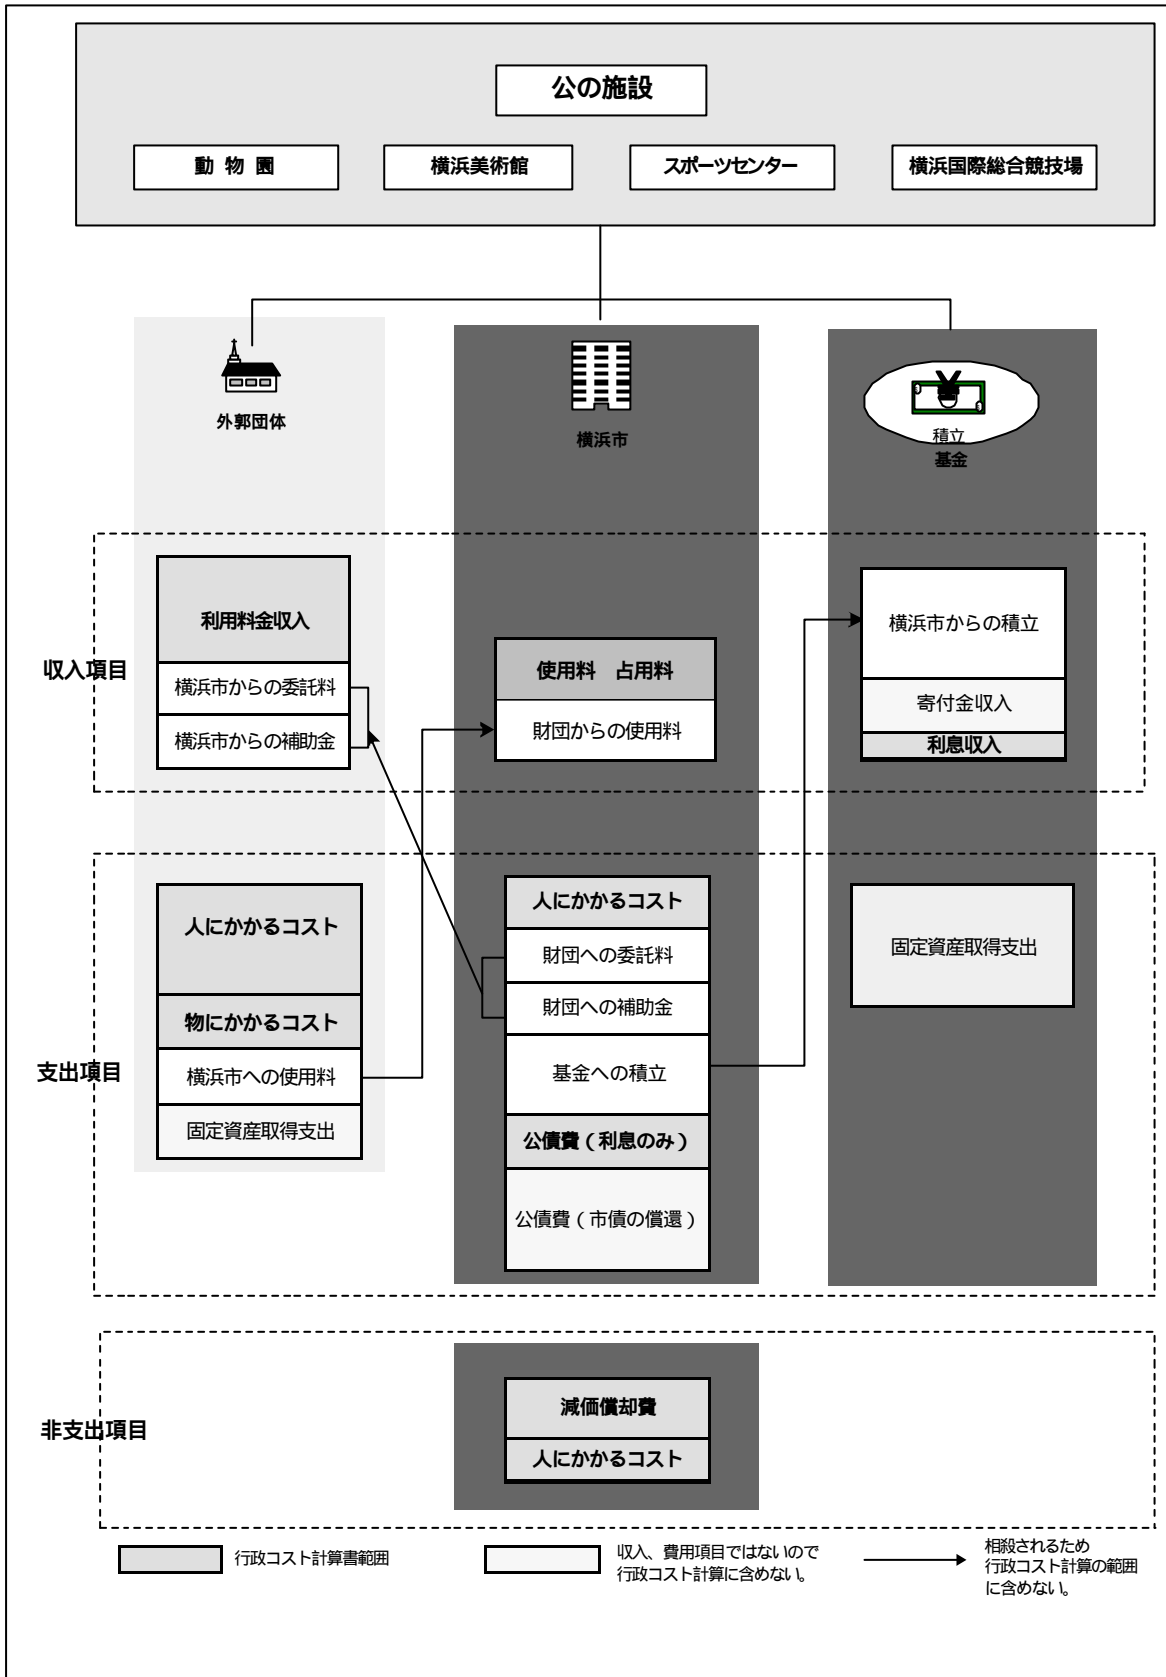 公の施設
動 物 園
横浜美術館
スポーツセンター
横浜国際総合競技場
外郭団体
横浜市
積立
基金
収入項目
利用料金収入
横浜市からの委託料
横浜市からの補助金
使用料 占用料
財団からの使用料
横浜市からの積立
寄付金収入
利息収入
支出項目
人にかかるコスト
物にかかるコスト
横浜市への使用料
固定資産取得支出
人にかかるコスト
財団への委託料
財団への補助金
基金への積立
公債費(利息のみ)
公債費(市債の償還)
固定資産取得支出
非支出項目
減価償却費
人にかかるコスト
行政コスト計算書範囲
収入、費用項目ではないので
行政コスト計算に含めない。
相殺されるため
行政コスト計算の範囲
に含めない。